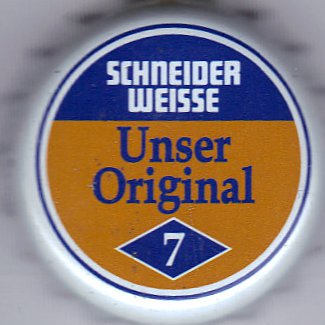 SCHNEIDER
WEISSE
Unser
Original
7